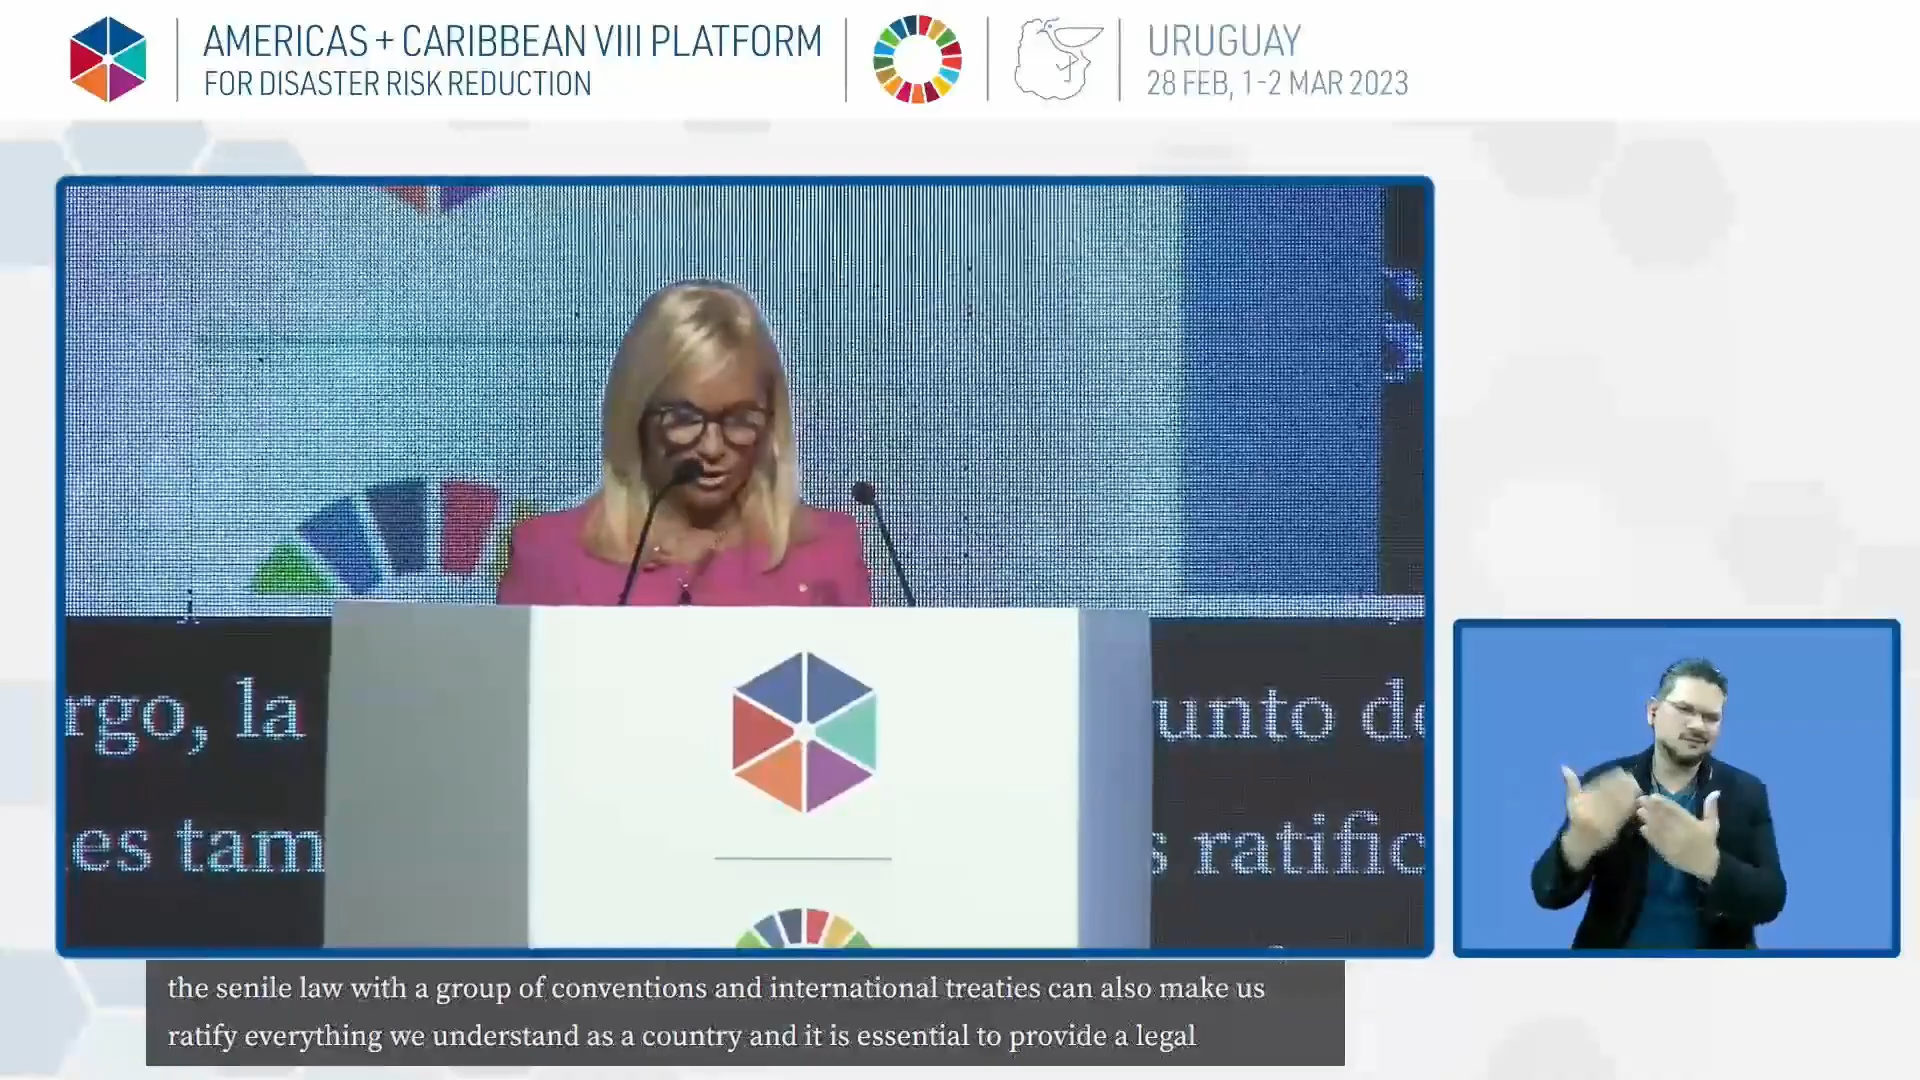 AMERICAS + CARIBBEAN VIII PLATFORM
FOR DISASTER RISK REDUCTION
URUGUAY
28 FEB, 1-2 MAR 2023
rgo, la
unto de
es tam
s ratific
the senile law with a group of conventions and international treaties can also make us
ratify everything we understand as a country and it is essential to provide a legal